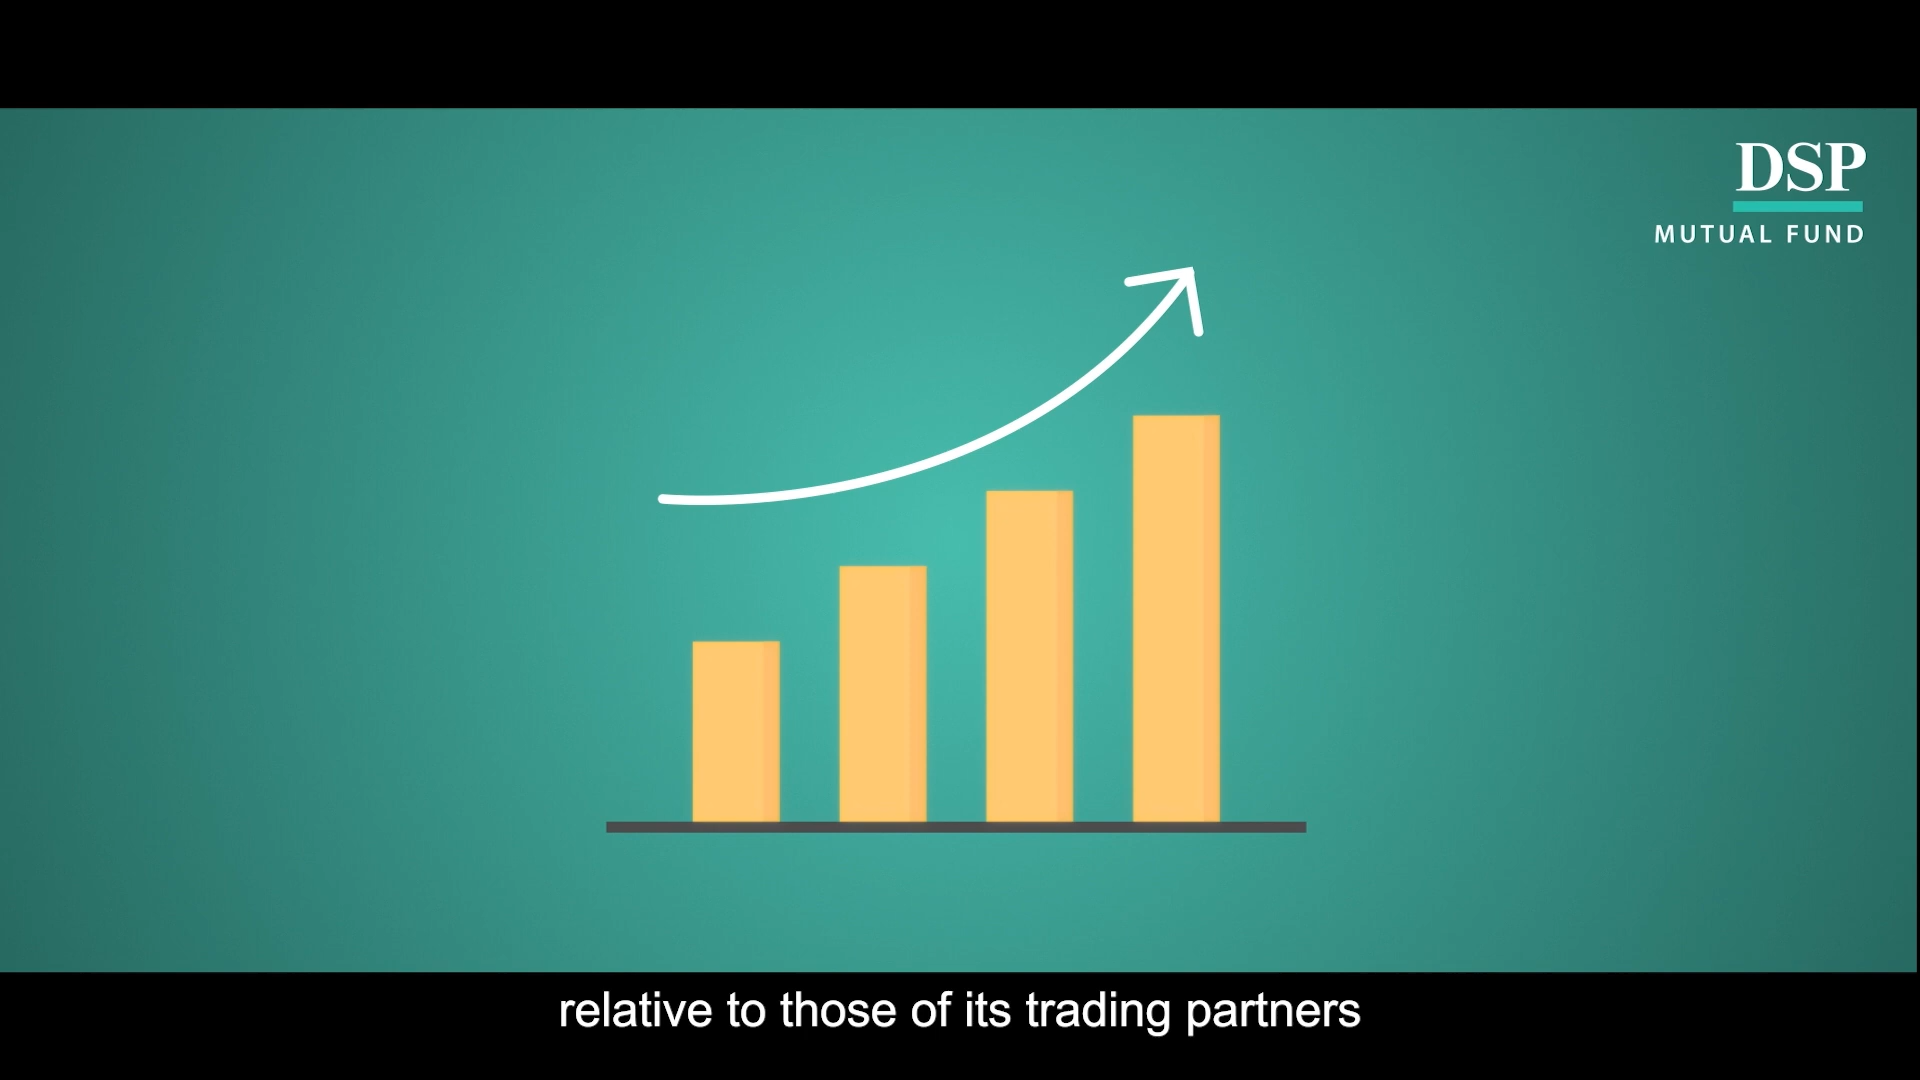 DSP
MUTUAL FUND
relative to those of its trading partners